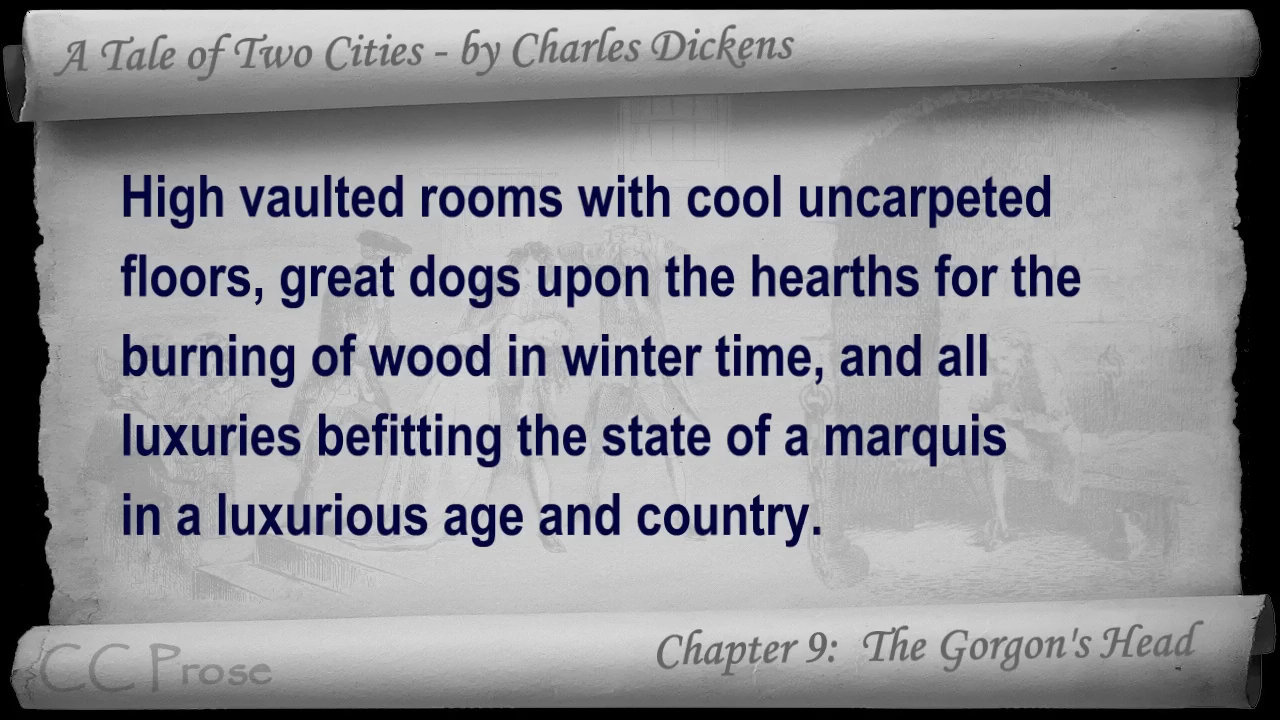 A Tale of Two Cities - by Charles Dickens
High vaulted rooms with cool uncarpeted
floors, great dogs upon the hearths for the
burning of wood in winter time, and all
luxuries befitting the state of a marquis
in a luxurious age and country.
Chapter 9: The Gorgon's Head
CC Prose